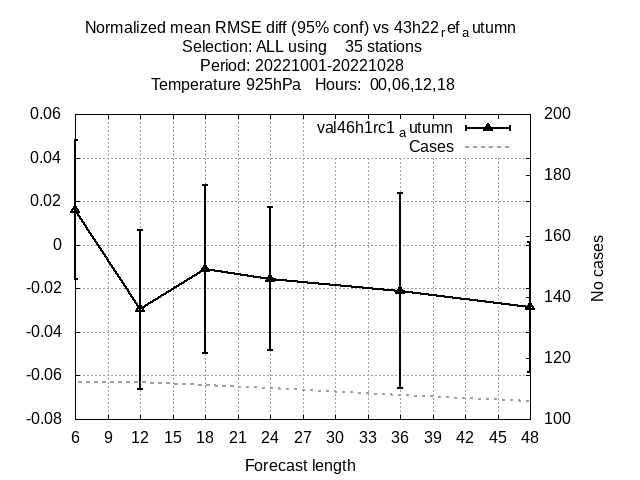 Normalized mean RMSE diff (95% conf) vs 43h22refautumn
Selection: ALL using 35 stations
Period: 20221001-20221028
Temperature 925hPa Hours: 00,06,12,18
val46h1rc1autumn
Cases
0.06
0.04
0.02
0
-0.02
-0.04
-0.06
-0.08
200
180
160
140
120
100
No cases
6 9 12 15 18 21 24 27 30 33 36 39 42 45 48
Forecast length